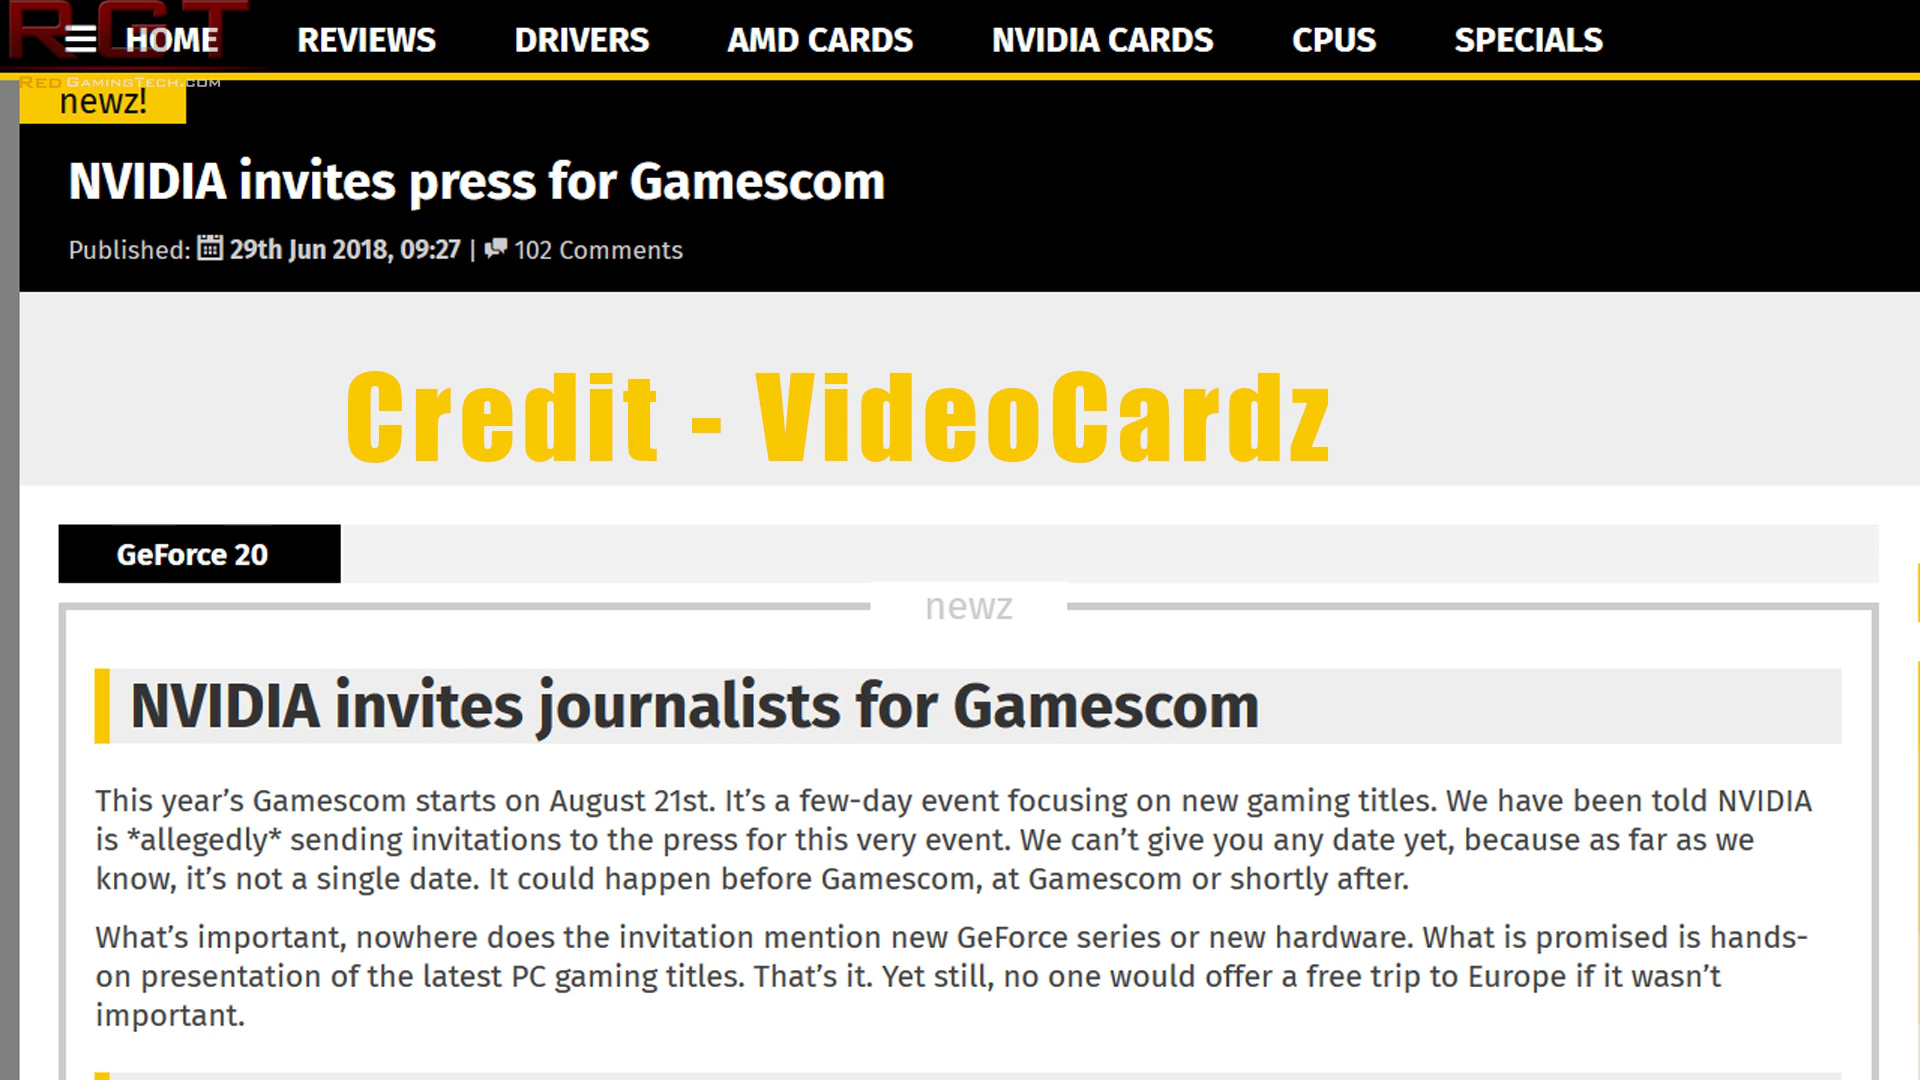 RGT
HOME REVIEWS DRIVERS AMD CARDS NVIDIA CARDS CPUS SPECIALS
RED GAMINGTECH.COM
newz!
NVIDIA invites press for Gamescom
Published: 29th Jun 2018, 09:27 | 102 Comments
Credit - VideoCardz
GeForce 20
newz
NVIDIA invites journalists for Gamescom
This year’s Gamescom starts on August 21st. It’s a few-day event focusing on new gaming titles. We have been told NVIDIA
is *allegedly* sending invitations to the press for this very event. We can’t give you any date yet, because as far as we
know, it’s not a single date. It could happen before Gamescom, at Gamescom or shortly after.
What’s important, nowhere does the invitation mention new GeForce series or new hardware. What is promised is hands-
on presentation of the latest PC gaming titles. That’s it. Yet still, no one would offer a free trip to Europe if it wasn’t
important.